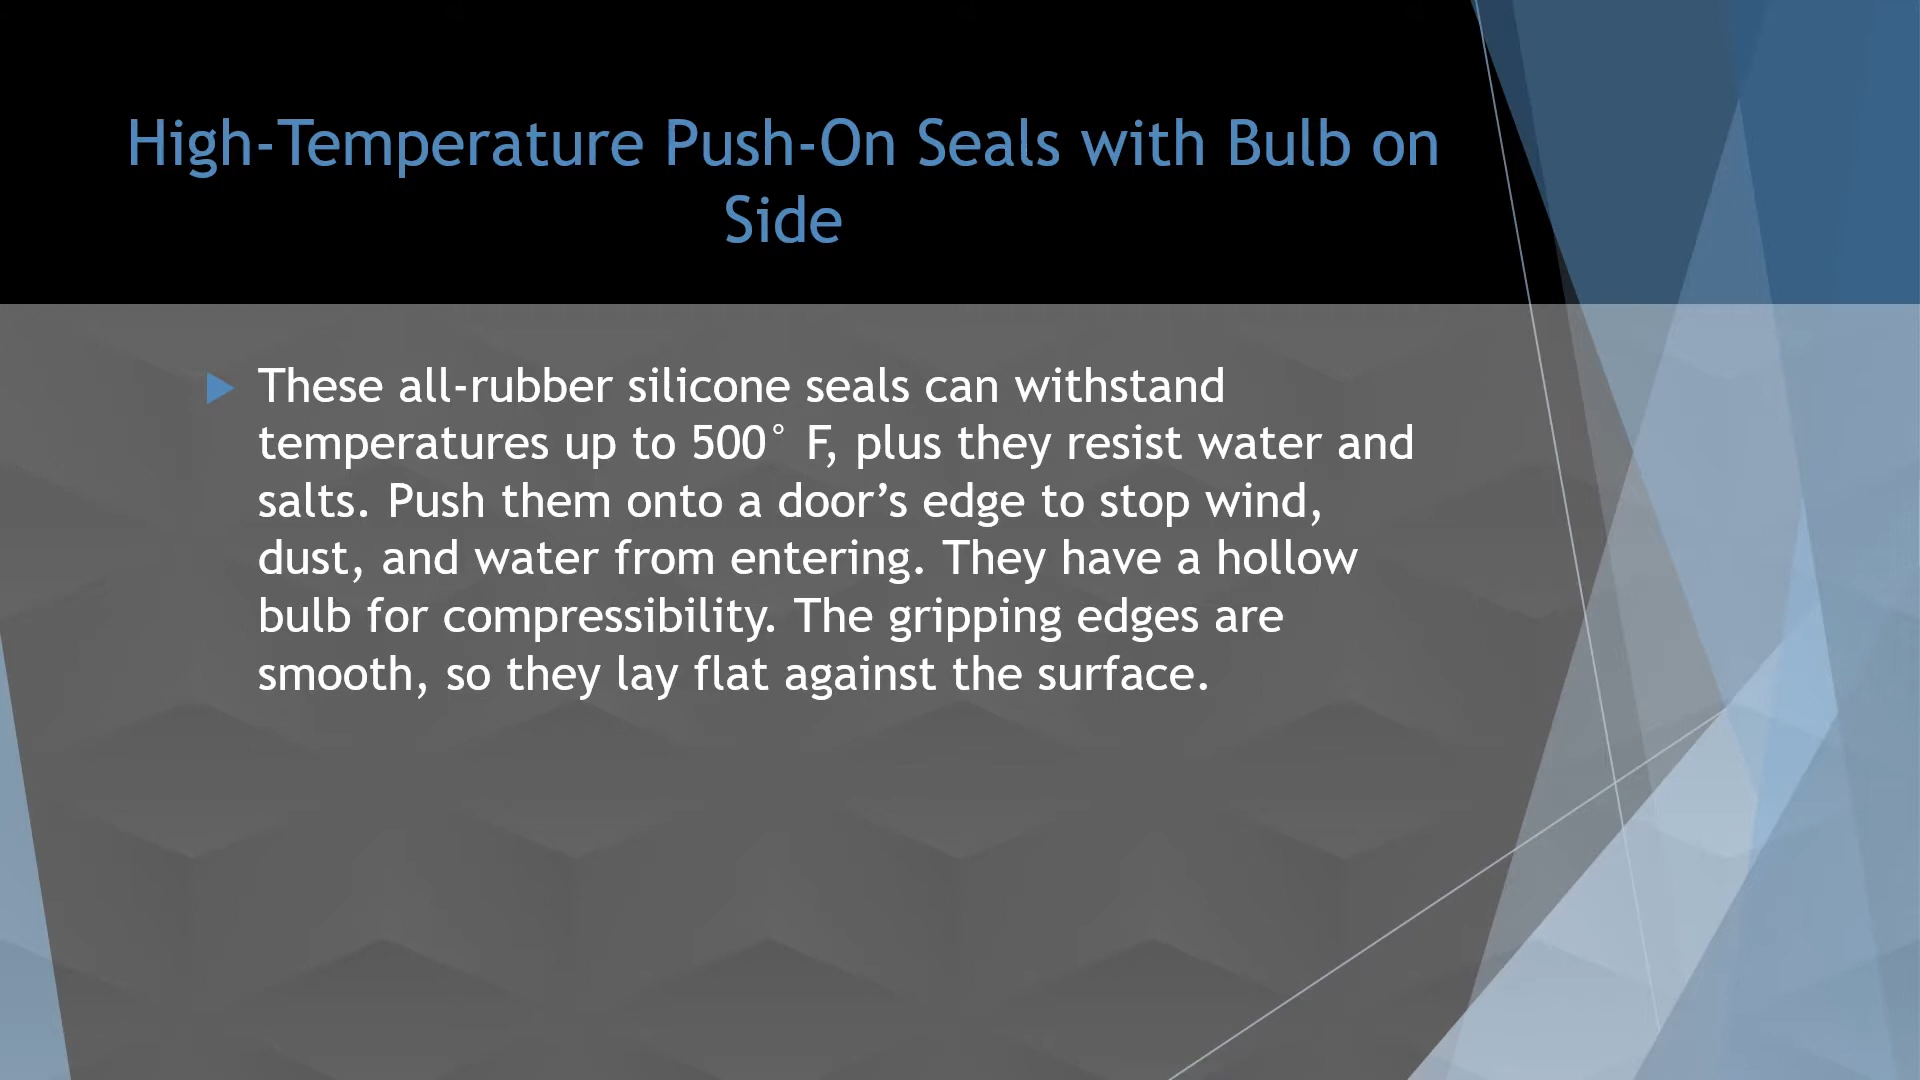 High-Temperature Push-On Seals with Bulb on
Side
These all-rubber silicone seals can withstand
temperatures up to 500° F, plus they resist water and
salts. Push them onto a door’s edge to stop wind,
dust, and water from entering. They have a hollow
bulb for compressibility. The gripping edges are
smooth, so they lay flat against the surface.